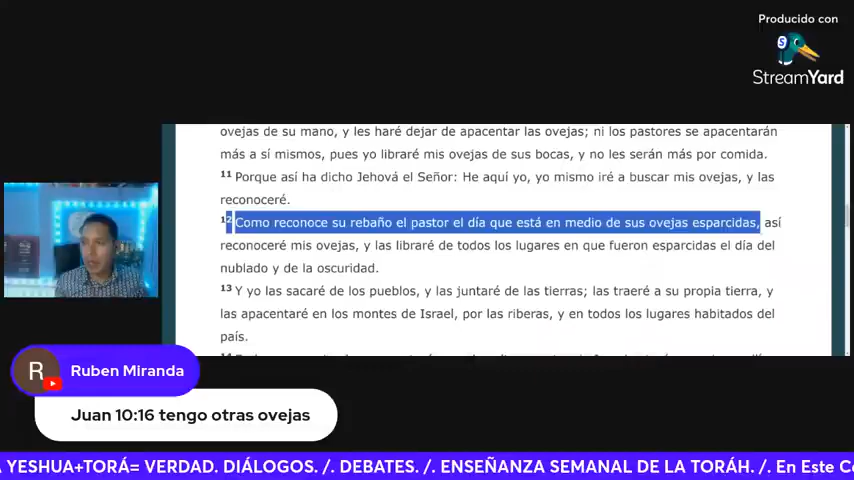 Producido con
StreamYard
ovejas de su mano, y les haré dejar de apacentar las ovejas; ni los pastores se apacentarán
más a sí mismos, pues yo libraré mis ovejas de sus bocas, y no les serán más por comida.
11 Porque así ha dicho Jehová el Señor: He aquí yo, yo mismo iré a buscar mis ovejas, y las
reconoceré.
12 Como reconoce su rebaño el pastor el día que está en medio de sus ovejas esparcidas, así
reconoceré mis ovejas, y las libraré de todos los lugares en que fueron esparcidas el día del
nublado y de la oscuridad.
13 Y yo las sacaré de los pueblos, y las juntaré de las tierras; las traeré a su propia tierra, y
las apacentaré en los montes de Israel, por las riberas, y en todos los lugares habitados del
país.
R
Ruben Miranda
Juan 10:16 tengo otras ovejas
A YESHUA+TORÁ= VERDAD. DIÁLOGOS. /. DEBATES. /. ENSEÑANZA SEMANAL DE LA TORÁH. /. En Este Co